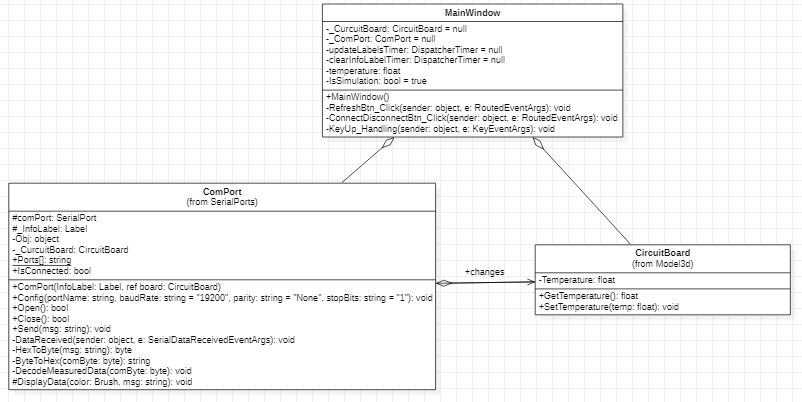 MainWindow
-_CurcuitBoard: CircuitBoard = null
-_ComPort: ComPort = null
-updateLabelsTimer: DispatcherTimer = null
-clearInfoLabelTimer: DispatcherTimer = null
-temperature: float
-IsSimulation: bool = true
+MainWindow()
-RefreshBtn_Click(sender: object, e: RoutedEventArgs): void
-ConnectDisconnectBtn_Click(sender: object, e: RoutedEventArgs): void
-KeyUp_Handling(sender: object, e: KeyEventArgs): void
ComPort
(from SerialPorts)
#comPort: SerialPort
#_InfoLabel: Label
-Obj: object
-_CurcuitBoard: CircuitBoard
+Ports[]: string
+IsConnected: bool
+ComPort(InfoLabel: Label, ref board: CircuitBoard)
+Config(portName: string, baudRate: string = "19200", parity: string = "None", stopBits: string = "1"): void
+Open(): bool
+Close(): bool
+Send(msg: string): void
-DataReceived(sender: object, e: SerialDataReceivedEventArgs): void
-HexToByte(msg: string): byte
-ByteToHex(comByte: byte): string
-DecodeMeasuredData(comByte: byte): void
#DisplayData(color: Brush, msg: string): void
+changes
CircuitBoard
(from Model3d)
-Temperature: float
+GetTemperature(): float
+SetTemperature(temp: float): void